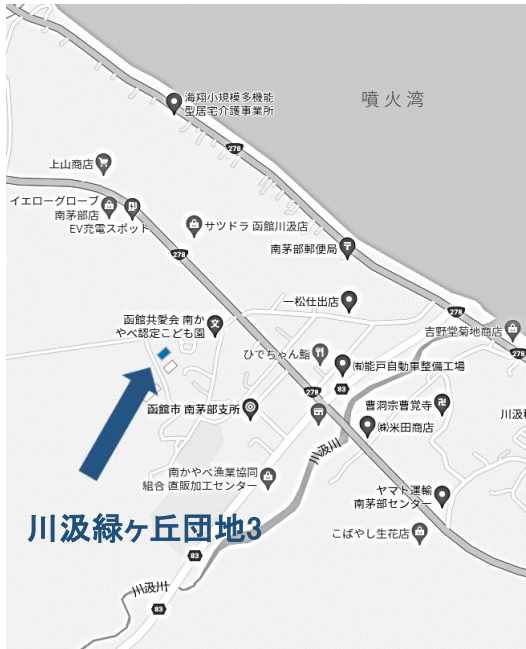 海翔小規模多機能
型居宅介護事業所
噴火湾
278
上山商店
イエローグローブ
南茅部店
EV充電スポット
サツドラ 函館川汲店
278
南茅部郵便局
一松仕出店
278
吉野堂菊地商店
278
函館共愛会 南か
やべ認定こども園
ひでちゃん鮨
㈲能戸自動車整備工場
278
83
函館市 南茅部支所
曹洞宗曹覚寺
川汲
㈱米田商店
川汲川
南かやべ漁業協同
組合 直販加工センター
ヤマト運輸
南茅部センター
川汲緑ヶ丘団地3
こばやし生花店
83
川汲川
83